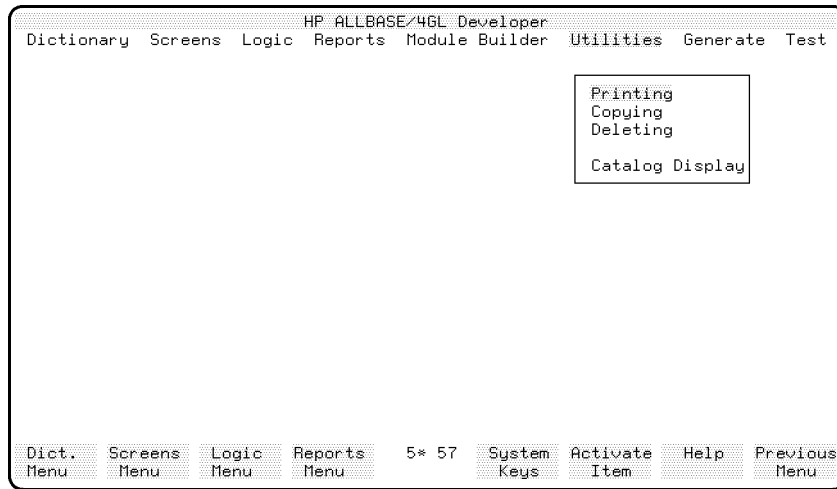 HP ALLBASE/4GL Developer
Dictionary Screens Logic Reports Module Builder Utilities Generate Test
Printing
Copying
Deleting
Catalog Display
Dict. Screens Logic Reports 5* 57 System Activate Help Previous
Menu Menu Menu Menu Keys Item Menu